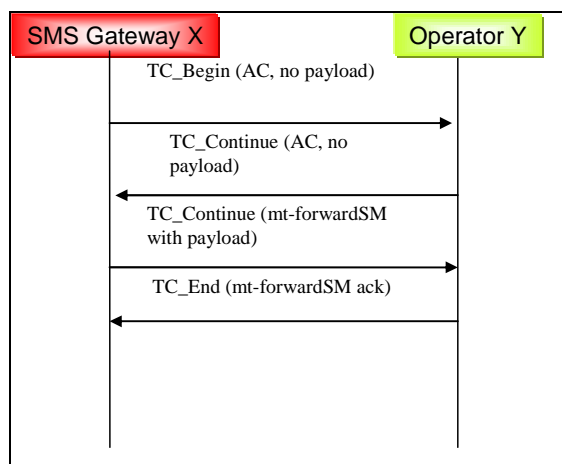 SMS Gateway X
Operator Y
TC_Begin (AC, no payload)
TC_Continue (AC, no
payload)
TC_Continue (mt-forwardSM
with payload)
TC_End (mt-forwardSM ack)